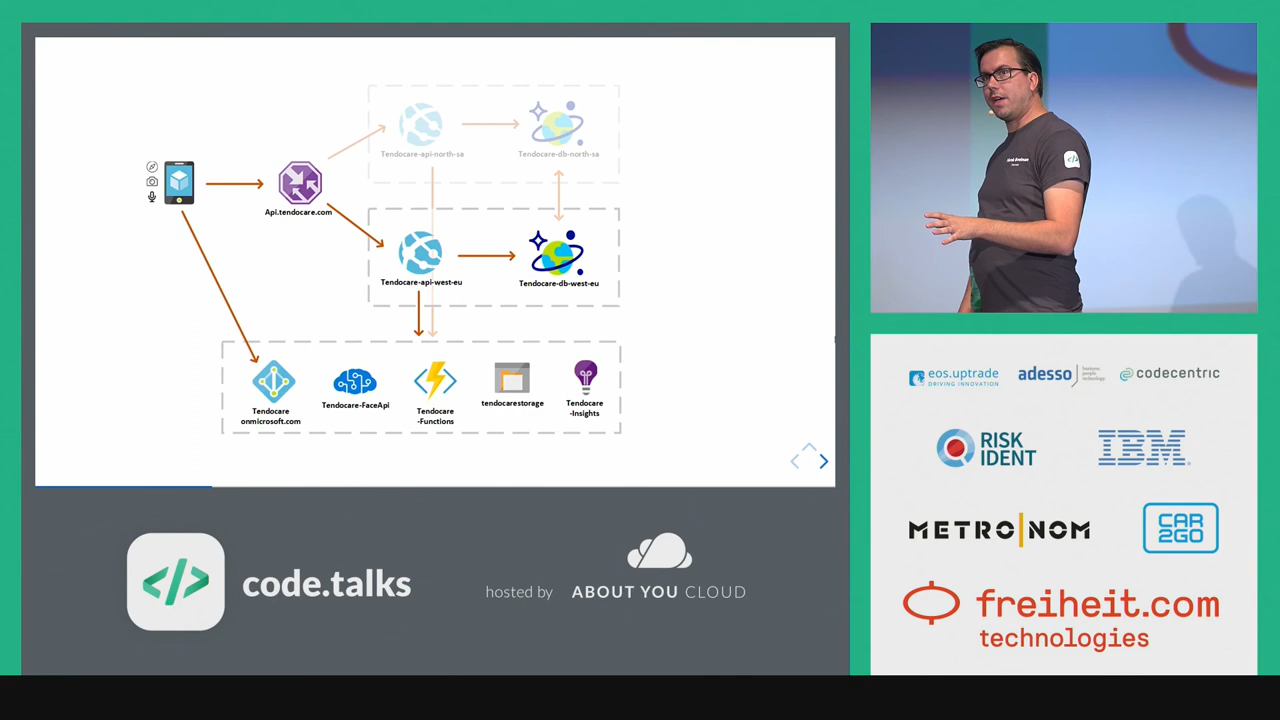 Tendocare-api-north-sa
Tendocare-db-north-sa
Api.tendocare.com
Tendocare-api-west-eu
Tendocare-db-west-eu
Tendocare
onmicrosoft.com
Tendocare-FaceApi
Tendocare
-Functions
tendocarestorage
Tendocare
-Insights
</>
code.talks
hosted by
ABOUT YOU CLOUD
eos.uptrade
DRIVING INNOVATION
adesso
business.
people.
technology.
codecentric
RISK
IDENT
IBM
METRO|NOM
CAR
2GO
freiheit.com
technologies